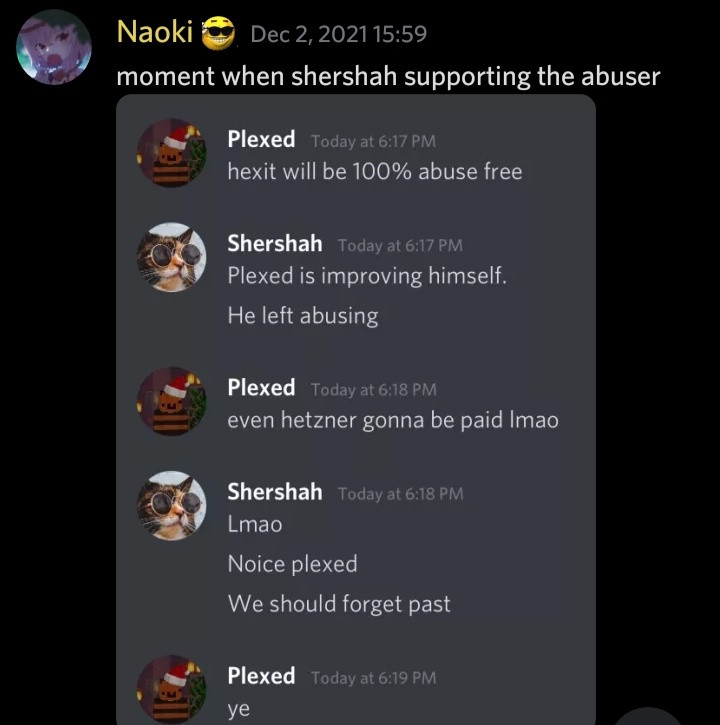 Naoki 😎 Dec 2, 2021 15:59
moment when shershah supporting the abuser
Plexed Today at 6:17 PM
hexit will be 100% abuse free
Shershah Today at 6:17 PM
Plexed is improving himself.
He left abusing
Plexed Today at 6:18 PM
even hetzner gonna be paid lmao
Shershah Today at 6:18 PM
Lmao
Noice plexed
We should forget past
Plexed Today at 6:19 PM
ye